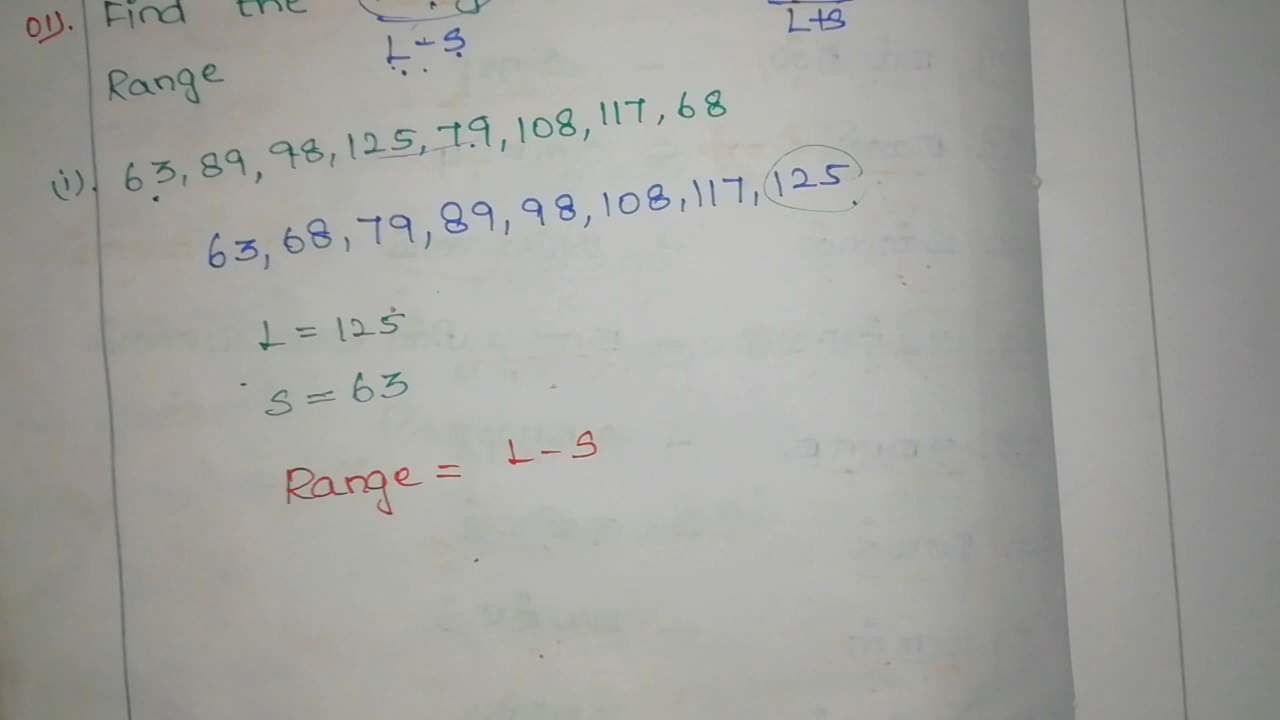 01). Find the
L - S
L+S
Range
(i). 63, 89, 98, 125, 79, 108, 117, 68
63, 68, 79, 89, 98, 108, 117, 125
L = 125
S = 63
Range = L - S